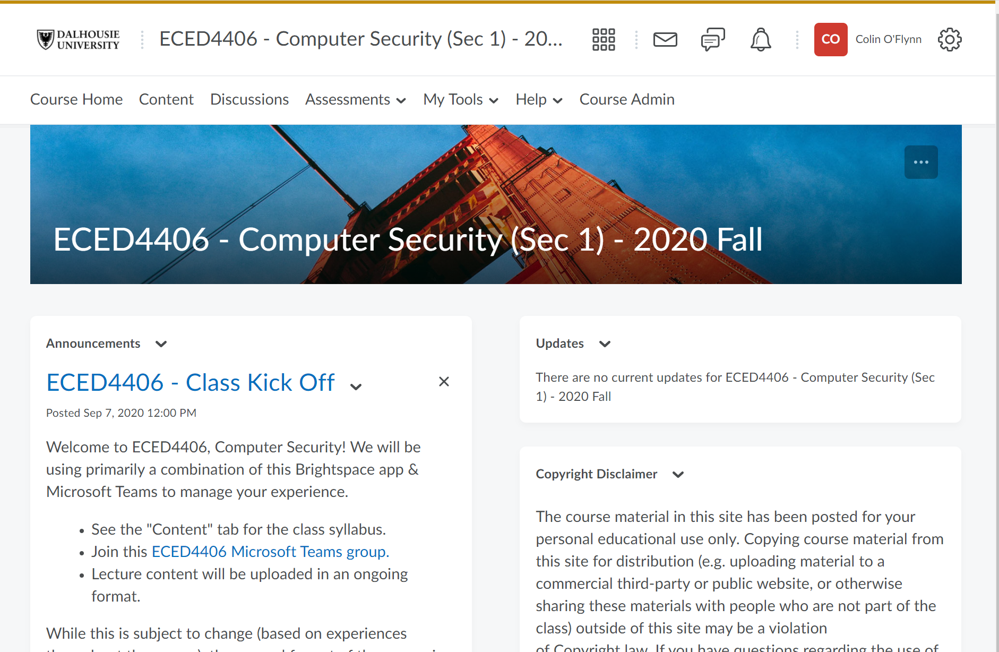 DALHOUSIE
UNIVERSITY
ECED4406 - Computer Security (Sec 1) - 20...
CO
Colin O'Flynn
Course Home
Content
Discussions
Assessments
My Tools
Help
Course Admin
ECED4406 - Computer Security (Sec 1) - 2020 Fall
Announcements
ECED4406 - Class Kick Off
Posted Sep 7, 2020 12:00 PM
Welcome to ECED4406, Computer Security! We will be
using primarily a combination of this Brightspace app &
Microsoft Teams to manage your experience.
• See the "Content" tab for the class syllabus.
• Join this ECED4406 Microsoft Teams group.
• Lecture content will be uploaded in an ongoing
format.
While this is subject to change (based on experiences
Updates
There are no current updates for ECED4406 - Computer Security (Sec
1) - 2020 Fall
Copyright Disclaimer
The course material in this site has been posted for your
personal educational use only. Copying course material from
this site for distribution (e.g. uploading material to a
commercial third-party or public website, or otherwise
sharing these materials with people who are not part of the
class) outside of this site may be a violation
of Copyright law. If you have questions regarding the use of